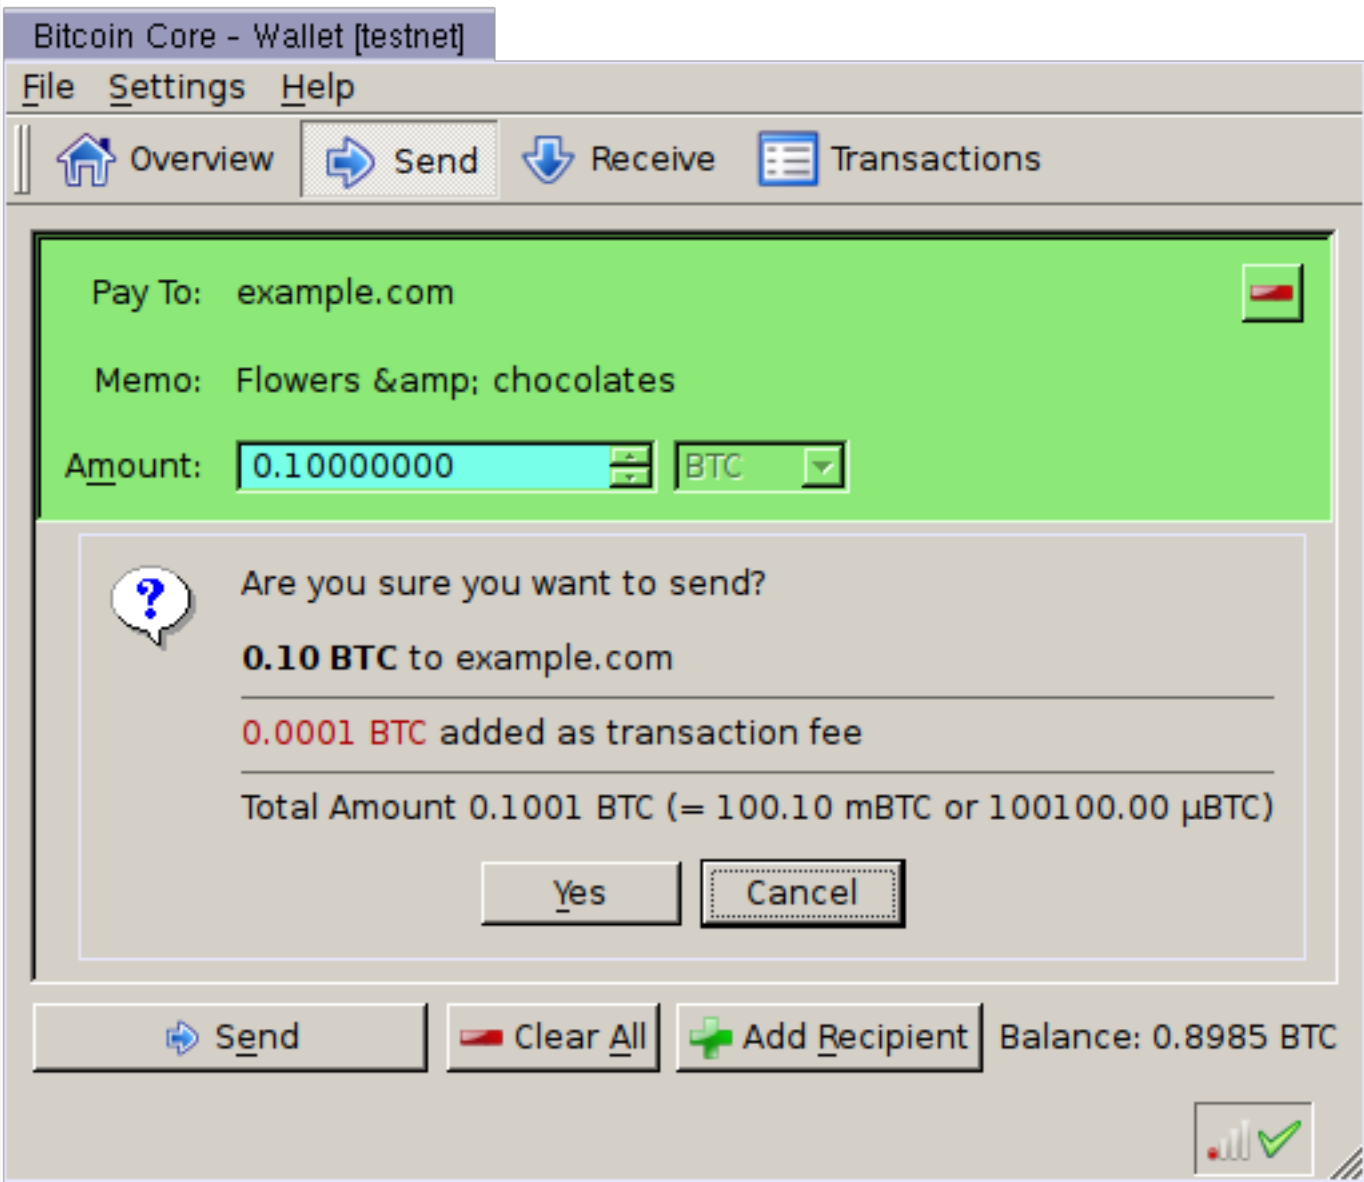 Bitcoin Core - Wallet [testnet]
File Settings Help
Overview Send Receive Transactions
Pay To: example.com
Memo: Flowers &amp; chocolates
Amount: 0.10000000 BTC
Are you sure you want to send?
0.10 BTC to example.com
0.0001 BTC added as transaction fee
Total Amount 0.1001 BTC (= 100.10 mBTC or 100100.00 μBTC)
Yes Cancel
Send Clear All Add Recipient Balance: 0.8985 BTC